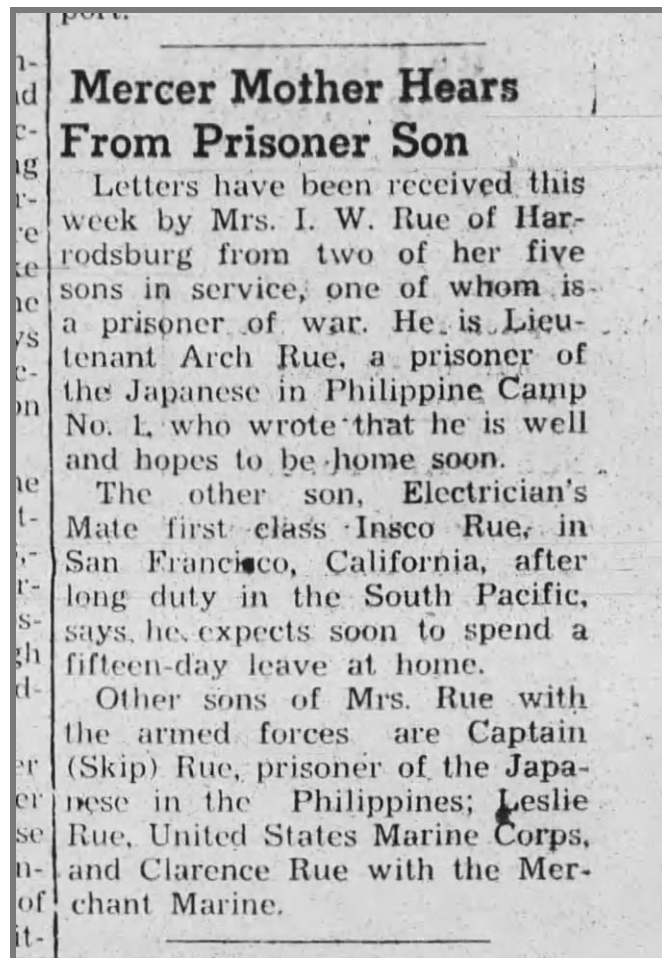 port.
Mercer Mother Hears
From Prisoner Son
Letters have been received this
week by Mrs. I. W. Rue of Har-
rodsburg from two of her five
sons in service, one of whom is
a prisoner of war. He is Lieu-
tenant Arch Rue, a prisoner of
the Japanese in Philippine Camp
No. 1, who wrote that he is well
and hopes to be home soon.
The other son, Electrician's
Mate first class Insco Rue, in
San Francisco, California, after
long duty in the South Pacific,
says he expects soon to spend a
fifteen-day leave at home.
Other sons of Mrs. Rue with
the armed forces are Captain
(Skip) Rue, prisoner of the Japa-
nese in the Philippines; Leslie
Rue, United States Marine Corps,
and Clarence Rue with the Mer-
chant Marine.